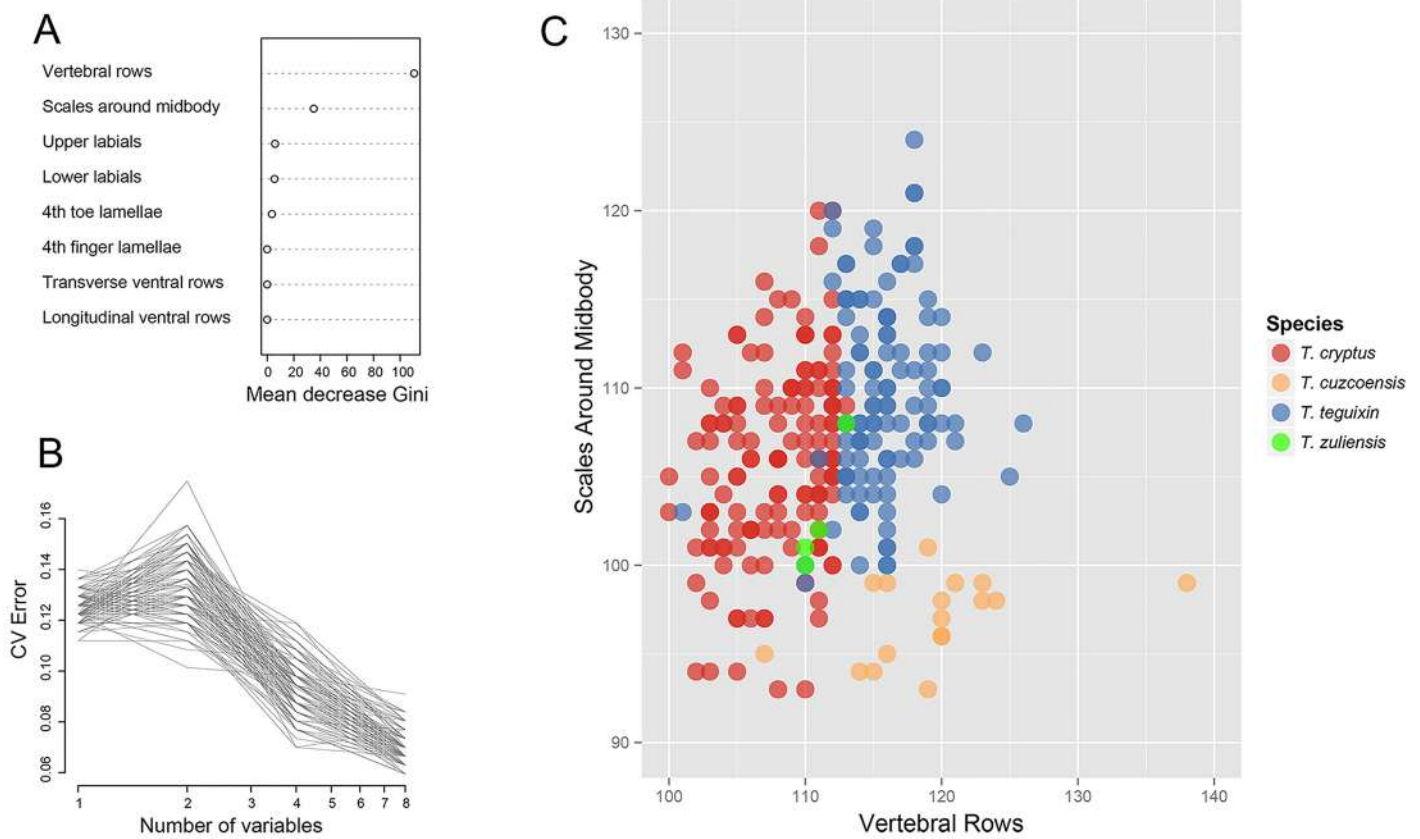 A
Vertebral rows
Scales around midbody
Upper labials
Lower labials
4th toe lamellae
4th finger lamellae
Transverse ventral rows
Longitudinal ventral rows
0 20 40 60 80 100
Mean decrease Gini
B
CV Error
0.16
0.14
0.12
0.10
0.08
0.06
1 2 3 4 5 6 7 8
Number of variables
C
Scales Around Midbody
130
120
110
100
90
100 110 120 130 140
Vertebral Rows
Species
T. cryptus
T. cuzcoensis
T. teguixin
T. zuliensis